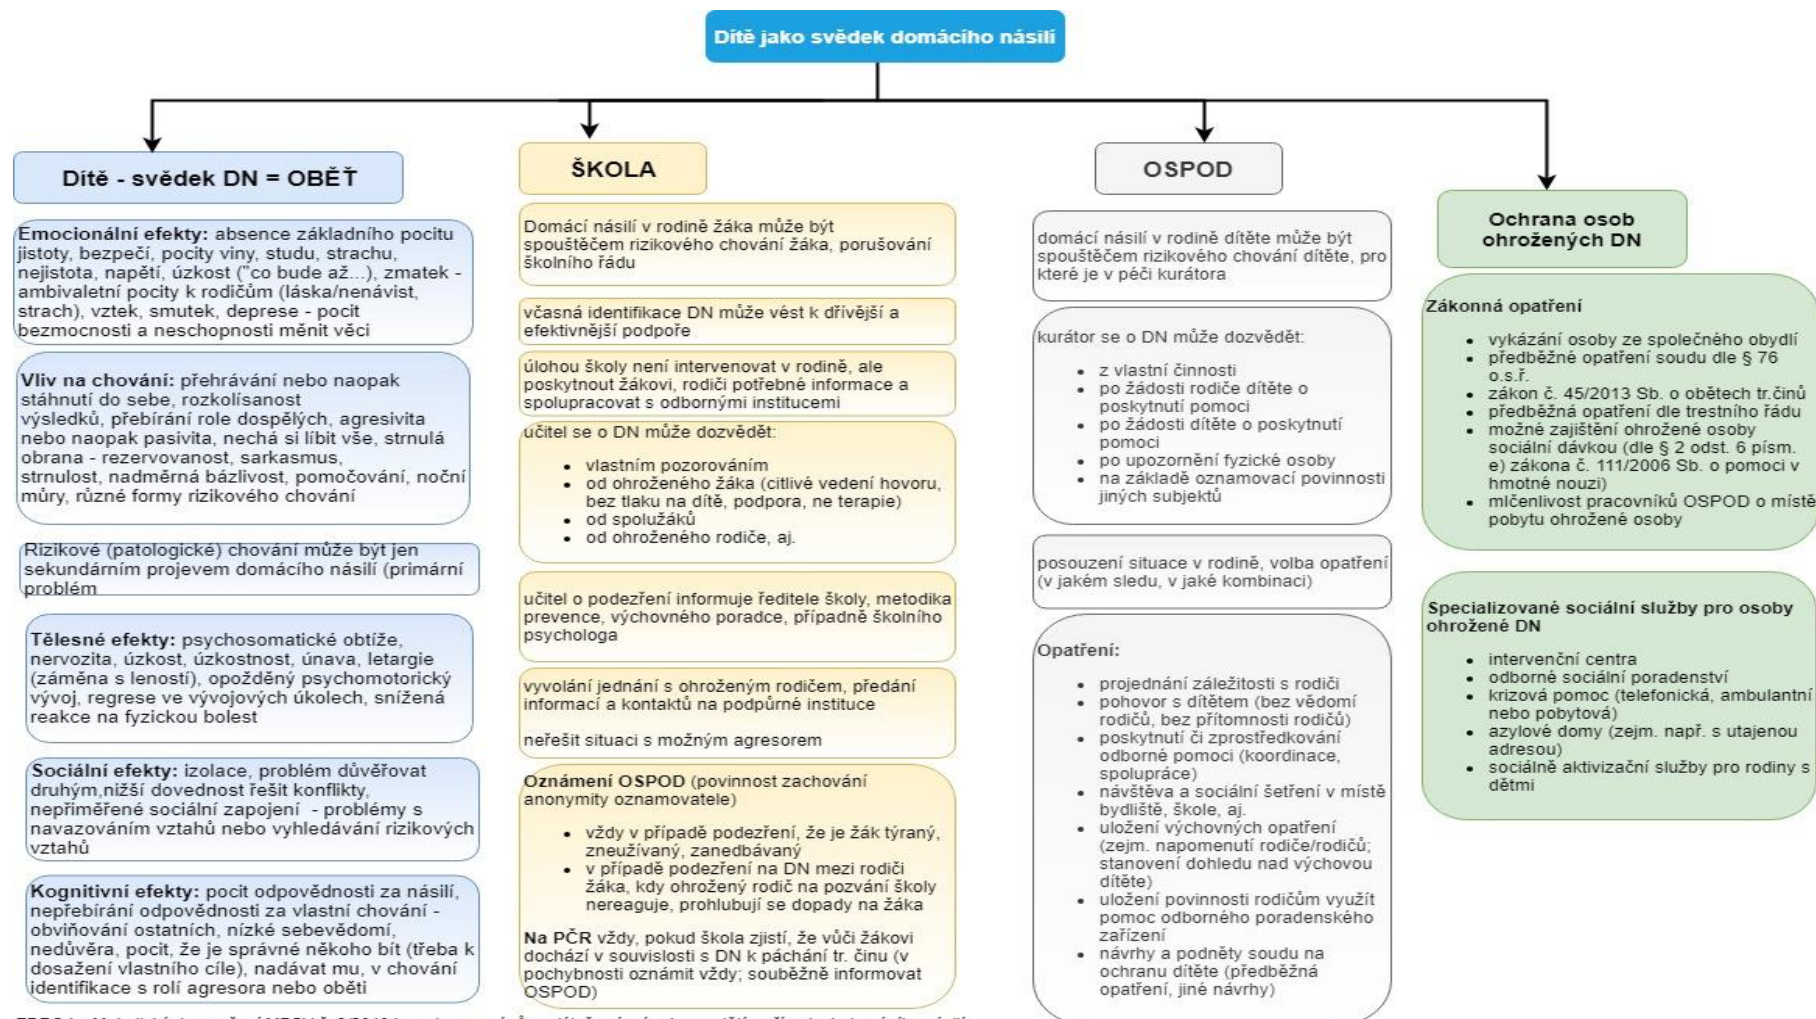 Dítě jako svědek domácího násilí
Dítě - svědek DN = OBĚŤ
Emocionální efekty: absence základního pocitu
jistoty, bezpečí, pocity viny, studu, strachu,
nejistota, napětí, úzkost ("co bude až...), zmatek -
ambivaletní pocity k rodičům (láska/nenávist,
strach), vztek, smutek, deprese - pocit
bezmocnosti a neschopnosti měnit věci
Vliv na chování: přehrávání nebo naopak
stáhnutí do sebe, rozkolísanost
výsledků, přebírání role dospělých, agresivita
nebo naopak pasivita, nechá si líbit vše, strnulá
obrana - rezervovanost, sarkasmus,
strnulost, nadměrná bázlivost, pomočování, noční
můry, různé formy rizikového chování
Rizikové (patologické) chování může být jen
sekundárním projevem domácího násilí (primární
problém
Tělesné efekty: psychosomatické obtíže,
nervozita, úzkost, úzkostnost, únava, letargie
(záměna s leností), opožděný psychomotorický
vývoj, regrese ve vývojových úkolech, snížená
reakce na fyzickou bolest
Sociální efekty: izolace, problém důvěřovat
druhým,nižší dovednost řešit konflikty,
nepřiměřené sociální zapojení - problémy s
navazováním vztahů nebo vyhledávání rizikových
vztahů
Kognitivní efekty: pocit odpovědnosti za násilí,
nepřebírání odpovědnosti za vlastní chování -
obviňování ostatních, nízké sebevědomí,
nedůvěra, pocit, že je správné někoho bít (třeba k
dosažení vlastního cíle), nadávat mu, v chování
identifikace s rolí agresora nebo oběti
ŠKOLA
Domácí násilí v rodině žáka může být
spouštěčem rizikového chování žáka, porušování
školního řádu
včasná identifikace DN může vést k dřívější a
efektivnější podpoře
úlohou školy není intervenovat v rodině, ale
poskytnout žákovi, rodiči potřebné informace a
spolupracovat s odbornými institucemi
učitel se o DN může dozvědět:
• vlastním pozorováním
• od ohroženého žáka (citlivé vedení hovoru,
bez tlaku na dítě, podpora, ne terapie)
• od spolužáků
• od ohroženého rodiče, aj.
učitel o podezření informuje ředitele školy, metodika
prevence, výchovného poradce, případně školního
psychologa
vyvolání jednání s ohroženým rodičem, předání
informací a kontaktů na podpůrné instituce
neřešit situaci s možným agresorem
Oznámení OSPOD (povinnost zachování
anonymity oznamovatele)
• vždy v případě podezření, že je žák týraný,
zneužívaný, zanedbávaný
• v případě podezření na DN mezi rodiči
žáka, kdy ohrožený rodič na pozvání školy
nereaguje, prohlubují se dopady na žáka
Na PČR vždy, pokud škola zjistí, že vůči žákovi
dochází v souvislosti s DN k páchání tr. činu (v
pochybnosti oznámit vždy; souběžně informovat
OSPOD)
OSPOD
domácí násilí v rodině dítěte může být
spouštěčem rizikového chování dítěte, pro
které je v péči kurátora
kurátor se o DN může dozvědět:
• z vlastní činnosti
• po žádosti rodiče dítěte o
poskytnutí pomoci
• po žádosti dítěte o poskytnutí
pomoci
• po upozornění fyzické osoby
• na základě oznamovací povinnosti
jiných subjektů
posouzení situace v rodině, volba opatření
(v jakém sledu, v jaké kombinaci)
Opatření:
• projednání záležitosti s rodiči
• pohovor s dítětem (bez vědomí
rodičů, bez přítomnosti rodičů)
• poskytnutí či zprostředkování
odborné pomoci (koordinace,
spolupráce)
• návštěva a sociální šetření v místě
bydliště, škole, aj.
• uložení výchovných opatření
(zejm. napomenutí rodiče/rodičů;
stanovení dohledu nad výchovou
dítěte)
• uložení povinnosti rodičům využít
pomoc odborného poradenského
zařízení
• návrhy a podněty soudu na
ochranu dítěte (předběžná
opatření, jiné návrhy)
Ochrana osob
ohrožených DN
Zákonná opatření
• vykázání osoby ze společného obydlí
• předběžné opatření soudu dle § 76
o.s.ř.
• zákon č. 45/2013 Sb. o obětech tr.činů
• předběžná opatření dle trestního řádu
• možné zajištění ohrožené osoby
sociální dávkou (dle § 2 odst. 6 písm.
e) zákona č. 111/2006 Sb. o pomoci v
hmotné nouzi)
• mlčenlivost pracovníků OSPOD o místě
pobytu ohrožené osoby
Specializované sociální služby pro osoby
ohrožené DN
• intervenční centra
• odborné sociální poradenství
• krizová pomoc (telefonická, ambulantní
nebo pobytová)
• azylové domy (zejm. např. s utajenou
adresou)
• sociálně aktivizační služby pro rodiny s
dětmi